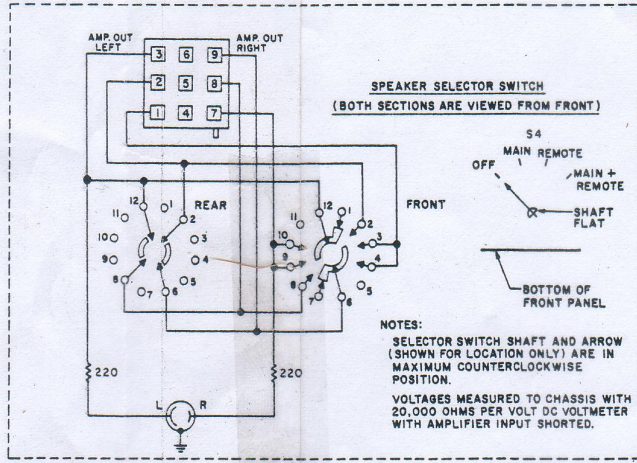 AMP. OUT
LEFT
AMP. OUT
RIGHT
3 6 9
2 5 8
1 4 7
SPEAKER SELECTOR SWITCH
(BOTH SECTIONS ARE VIEWED FROM FRONT)
S4
MAIN REMOTE
OFF
MAIN +
REMOTE
SHAFT
FLAT
BOTTOM OF
FRONT PANEL
REAR
12 1
11 2
10 3
9 4
8 5
7 6
FRONT
12 1
11 2
10 3
9 4
8 5
7 6
220
220
L R
NOTES:
SELECTOR SWITCH SHAFT AND ARROW
(SHOWN FOR LOCATION ONLY) ARE IN
MAXIMUM COUNTERCLOCKWISE
POSITION.
VOLTAGES MEASURED TO CHASSIS WITH
20,000 OHMS PER VOLT DC VOLTMETER
WITH AMPLIFIER INPUT SHORTED.